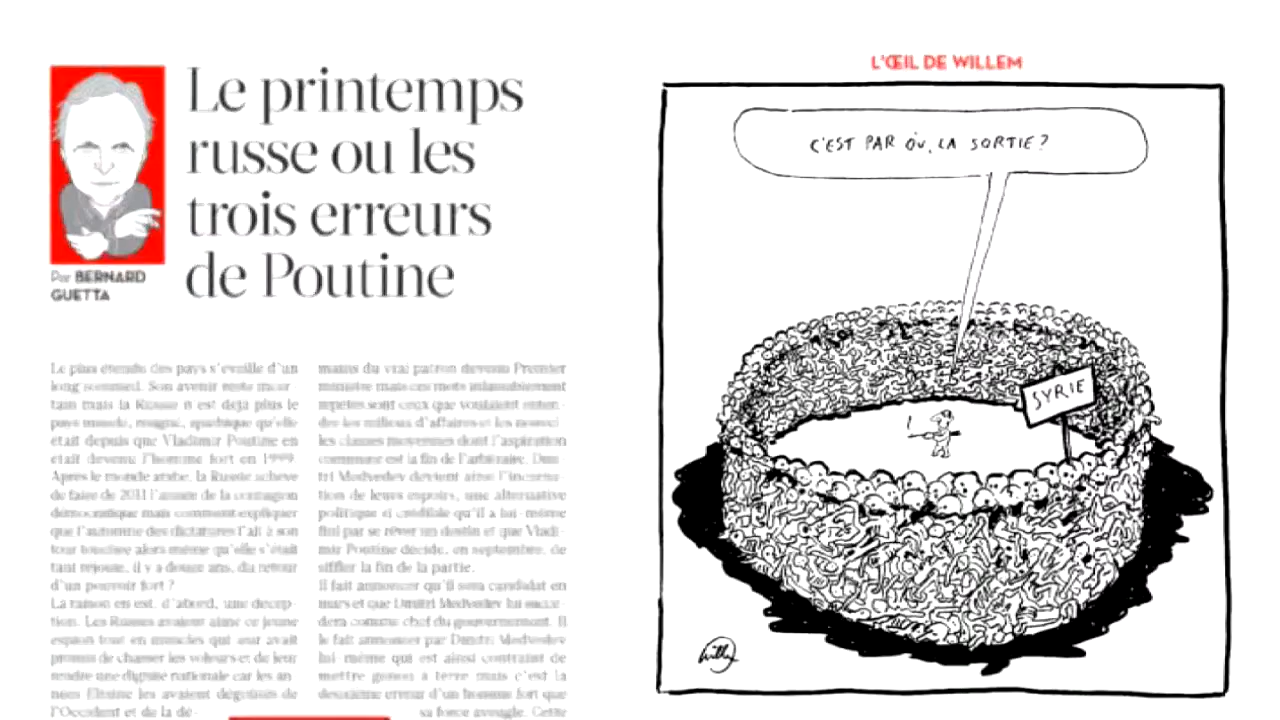 Le printemps
russe ou les
trois erreurs
de Poutine
Par BERNARD
GUETTA
Le plus étendu des pays s'éveille d'un
long sommeil. Son avenir reste incer-
tain mais la Russie n'est déjà plus le
pays muselé, résigné, apathique qu'elle
était depuis que Vladimir Poutine en
était devenu l'homme fort en 1999.
Après le monde arabe, la Russie achève
de faire de 2011 l'année de la contagion
démocratique mais comment expliquer
que l'automne des dictatures l'ait à son
tour touchée alors même qu'elle s'était
tant réjouie, il y a douze ans, du retour
d'un pouvoir fort ?
La raison en est, d'abord, une décep-
tion. Les Russes avaient aimé ce jeune
espion tout en muscles qui leur avait
promis de chasser les voleurs et de leur
rendre une dignité nationale car les an-
nées Eltsine les avaient dégoûtés de
l'Occident et de la dé-
mains du vrai patron devenu Premier
ministre mais ces mots inlassablement
répétés sont ceux que voulaient enten-
dre les milieux d'affaires et les nouvel-
les classes moyennes dont l'aspiration
commune est la fin de l'arbitraire. Dmi-
tri Medvedev devient ainsi l'incarna-
tion de leurs espoirs, une alternative
politique si crédible qu'il a lui-même
fini par se rêver un destin et que Vladi-
mir Poutine décide, en septembre, de
siffler la fin de la partie.
Il fait annoncer qu'il sera candidat en
mars et que Dmitri Medvedev lui succé-
dera comme chef du gouvernement. Il
le fait annoncer par Dmitri Medvedev
lui-même qui est ainsi contraint de
mettre genou à terre mais c'est la
deuxième erreur d'un homme fort que
sa force aveugle. Cette
L'ŒIL DE WILLEM
C'EST PAR OÙ, LA SORTIE ?
SYRIE